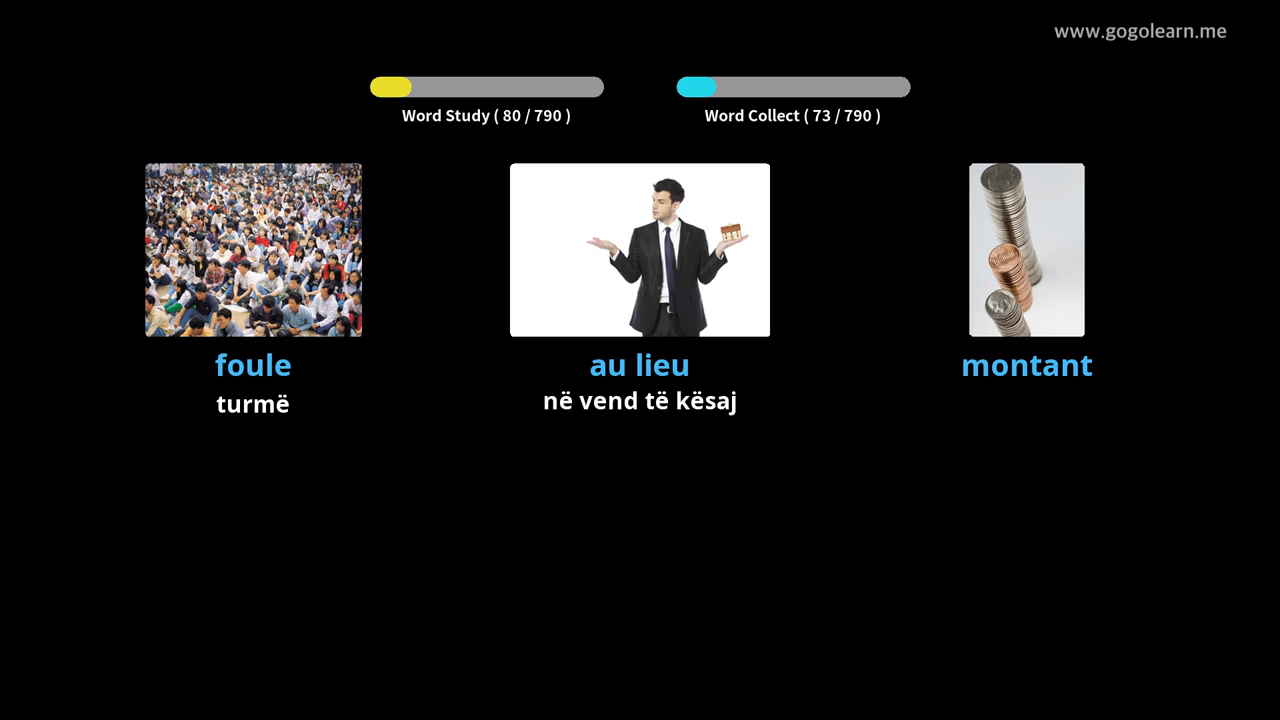 www.gogolearn.me
Word Study ( 80 / 790 )
Word Collect ( 73 / 790 )
foule
turmë
au lieu
në vend të kësaj
montant